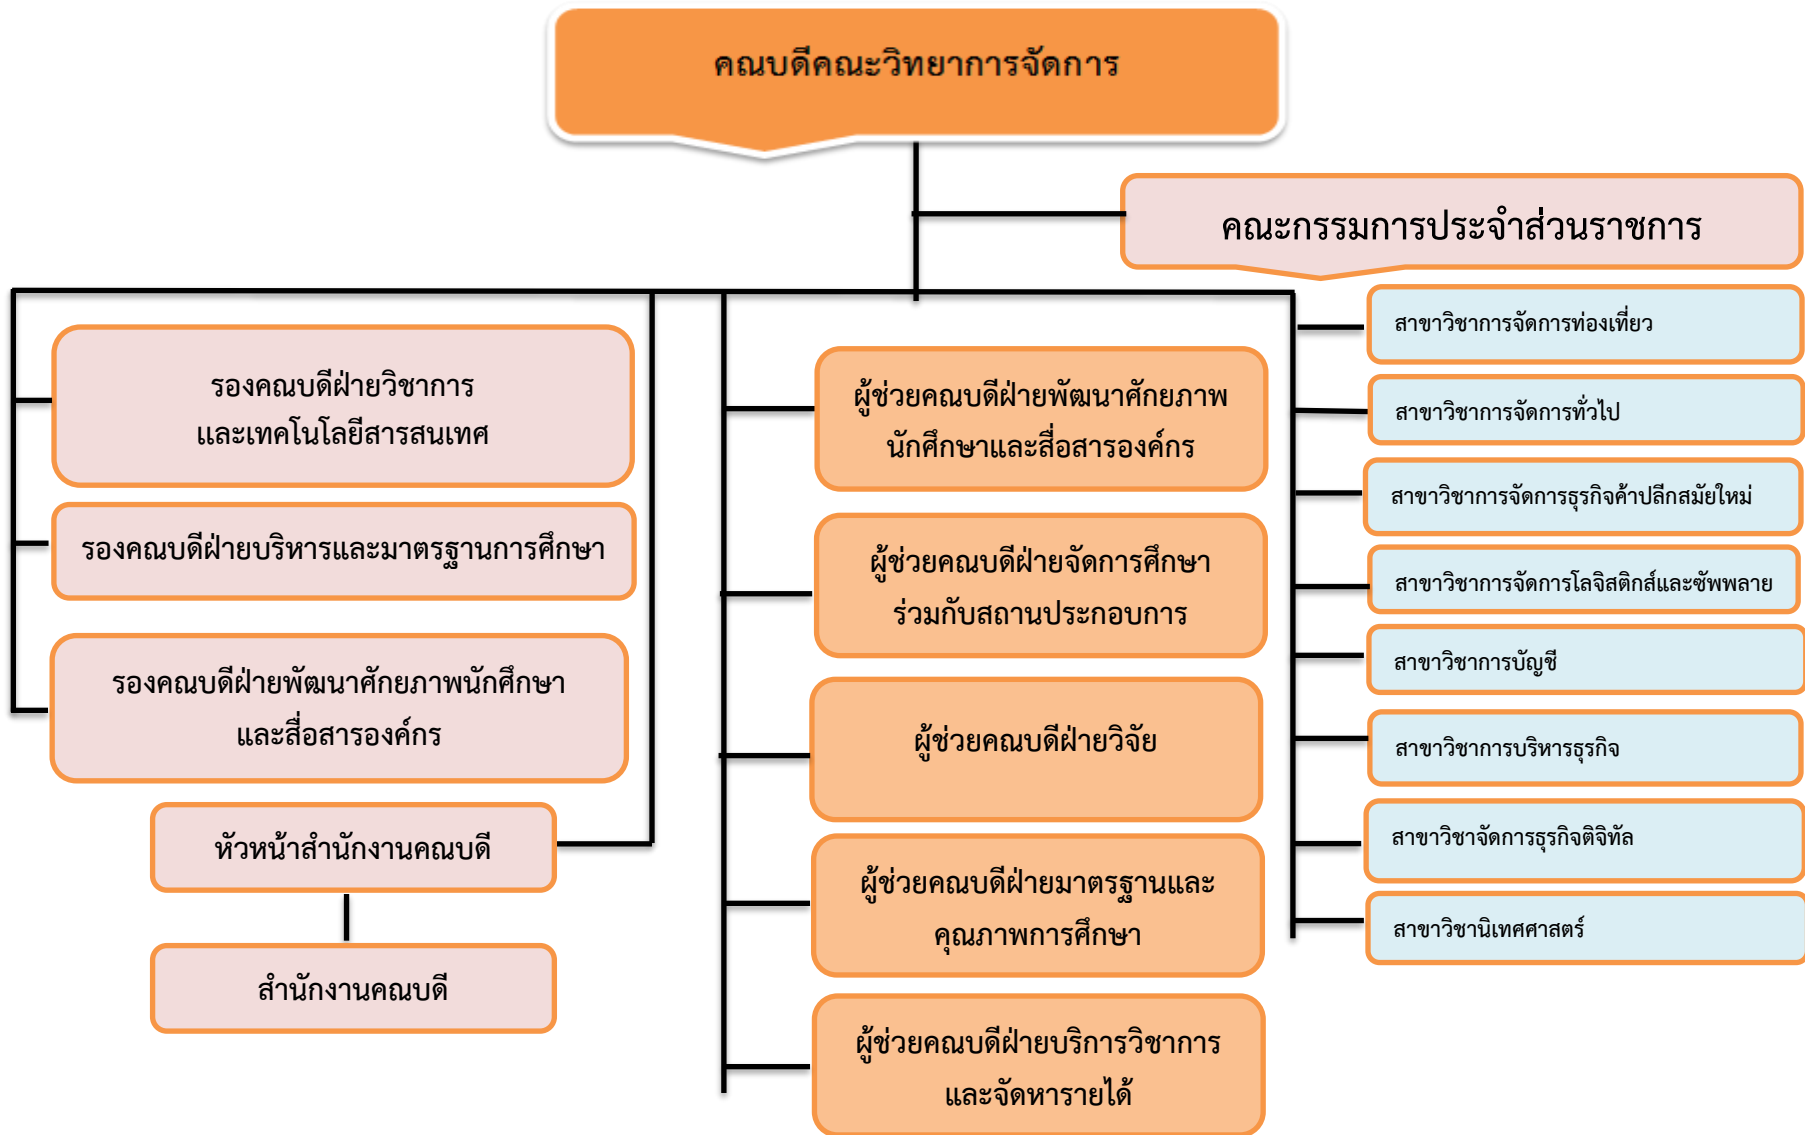 คณบดีคณะวิทยาการจัดการ
คณะกรรมการประจำส่วนราชการ
รองคณบดีฝ่ายวิชาการ
และเทคโนโลยีสารสนเทศ
รองคณบดีฝ่ายบริหารและมาตรฐานการศึกษา
รองคณบดีฝ่ายพัฒนาศักยภาพนักศึกษา
และสื่อสารองค์กร
หัวหน้าสำนักงานคณบดี
สำนักงานคณบดี
ผู้ช่วยคณบดีฝ่ายพัฒนาศักยภาพ
นักศึกษาและสื่อสารองค์กร
ผู้ช่วยคณบดีฝ่ายจัดการศึกษา
ร่วมกับสถานประกอบการ
ผู้ช่วยคณบดีฝ่ายวิจัย
ผู้ช่วยคณบดีฝ่ายมาตรฐานและ
คุณภาพการศึกษา
ผู้ช่วยคณบดีฝ่ายบริการวิชาการ
และจัดหารายได้
สาขาวิชาการจัดการท่องเที่ยว
สาขาวิชาการจัดการทั่วไป
สาขาวิชาการจัดการธุรกิจค้าปลีกสมัยใหม่
สาขาวิชาการจัดการโลจิสติกส์และซัพพลาย
สาขาวิชาการบัญชี
สาขาวิชาการบริหารธุรกิจ
สาขาวิชาจัดการธุรกิจติจิทัล
สาขาวิชานิเทศศาสตร์